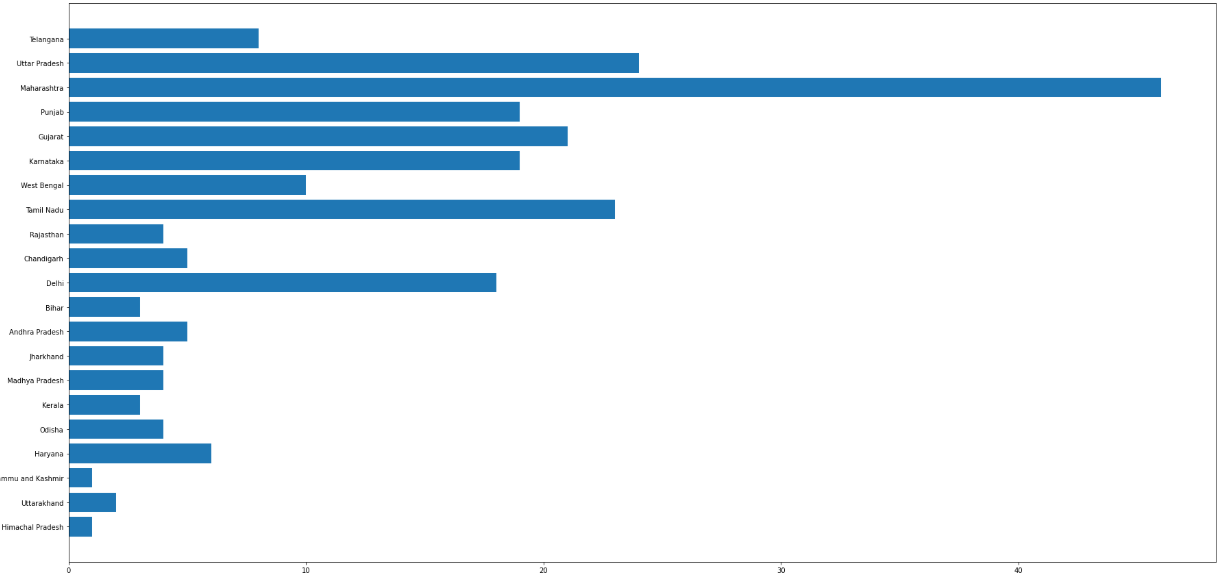 Telangana
Uttar Pradesh
Maharashtra
Punjab
Gujarat
Karnataka
West Bengal
Tamil Nadu
Rajasthan
Chandigarh
Delhi
Bihar
Andhra Pradesh
Jharkhand
Madhya Pradesh
Kerala
Odisha
Haryana
mmu and Kashmir
Uttarakhand
Himachal Pradesh
0 10 20 30 40